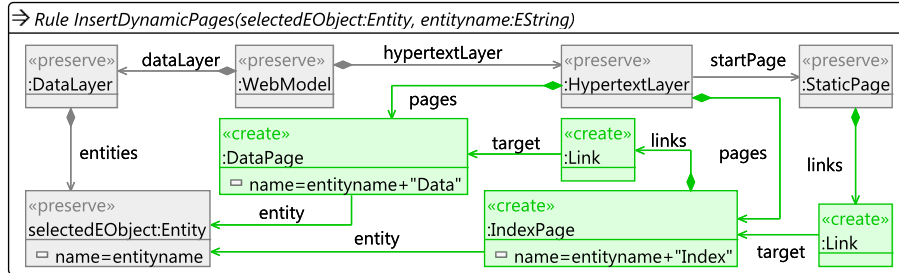 Rule InsertDynamicPages(selectedEObject:Entity, entityname:EString)
«preserve»
:DataLayer
dataLayer
«preserve»
:WebModel
hypertextLayer
«preserve»
:HypertextLayer
startPage
«preserve»
:StaticPage
pages
«create»
:DataPage
name=entityname+"Data"
target
«create»
:Link
links
pages
links
entities
«preserve»
selectedEObject:Entity
name=entityname
entity
entity
«create»
:IndexPage
name=entityname+"Index"
target
«create»
:Link